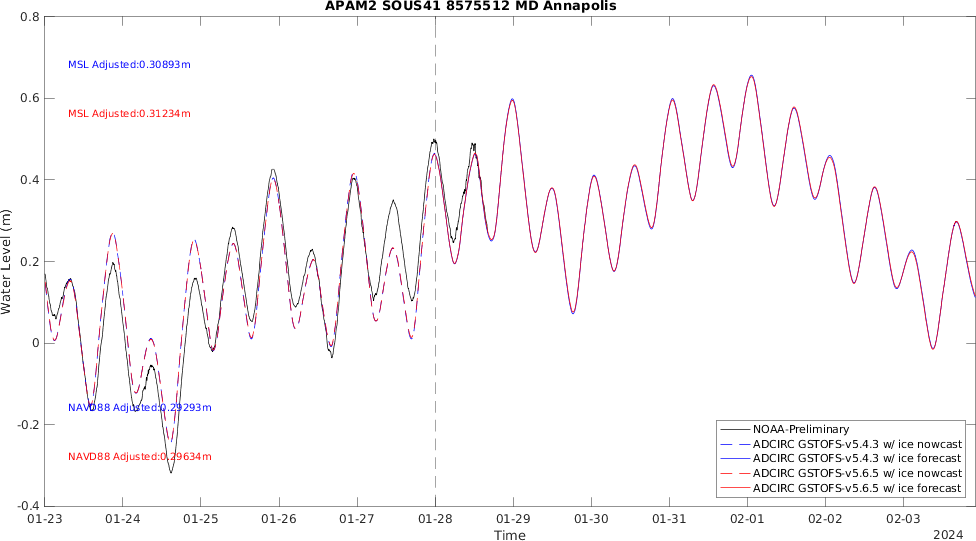 APAM2 SOUS41 8575512 MD Annapolis
0.8
0.6
0.4
0.2
0
-0.2
-0.4
Water Level (m)
MSL Adjusted:0.30893m
MSL Adjusted:0.31234m
NAVD88 Adjusted:0.29293m
NAVD88 Adjusted:0.29634m
NOAA-Preliminary
ADCIRC GSTOFS-v5.4.3 w/ ice nowcast
ADCIRC GSTOFS-v5.4.3 w/ ice forecast
ADCIRC GSTOFS-v5.6.5 w/ ice nowcast
ADCIRC GSTOFS-v5.6.5 w/ ice forecast
01-23 01-24 01-25 01-26 01-27 01-28 01-29 01-30 01-31 02-01 02-02 02-03
Time
2024